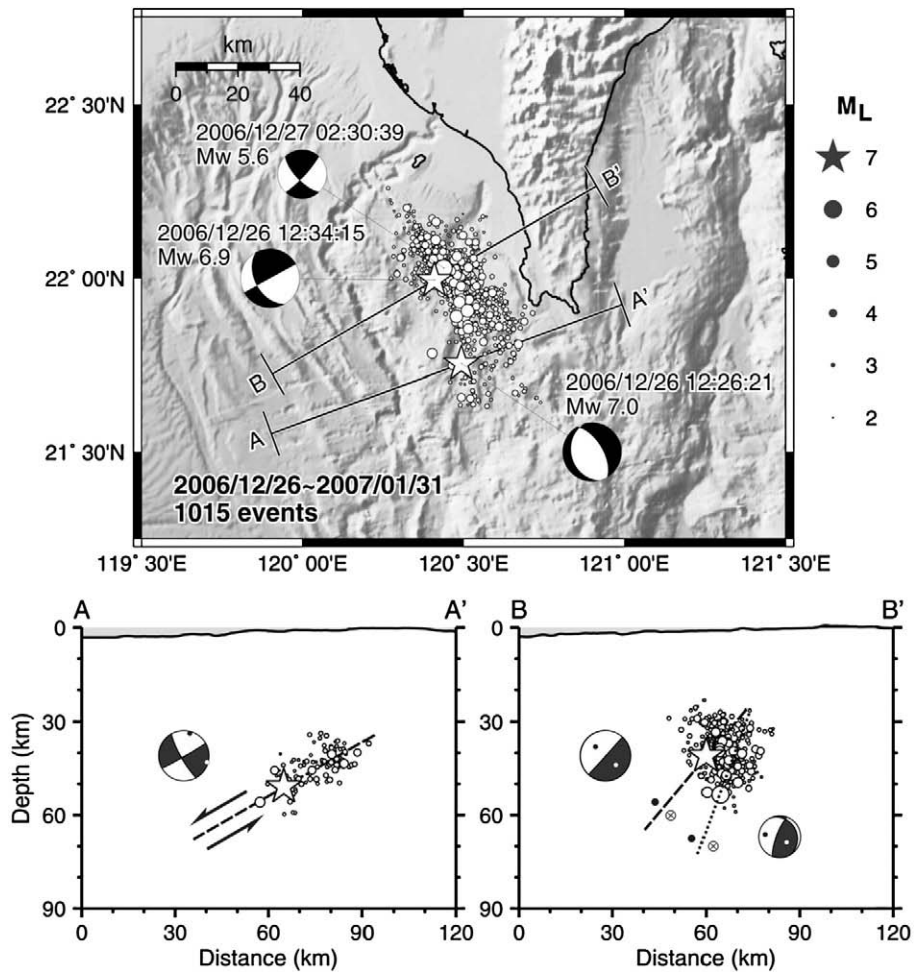 km
0 20 40
22° 30'N
22° 00'N
21° 30'N
2006/12/27 02:30:39
Mw 5.6
2006/12/26 12:34:15
Mw 6.9
B'
A'
B
A
2006/12/26 12:26:21
Mw 7.0
2006/12/26~2007/01/31
1015 events
119° 30'E 120° 00'E 120° 30'E 121° 00'E 121° 30'E
ML
7
6
5
4
3
2
A A'
0
30
60
90
Depth (km)
0 30 60 90 120
Distance (km)
B B'
0
30
60
90
0 30 60 90 120
Distance (km)